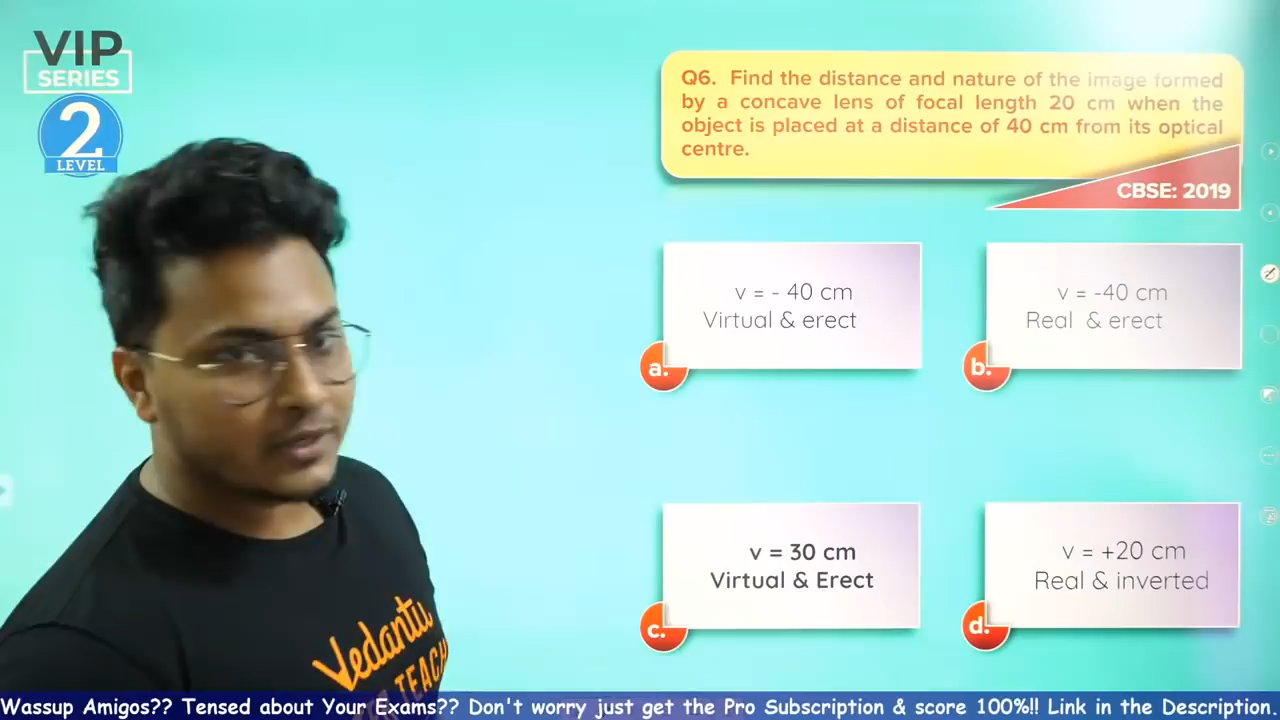 VIP
SERIES
2
LEVEL
Q6. Find the distance and nature of the image formed
by a concave lens of focal length 20 cm when the
object is placed at a distance of 40 cm from its optical
centre.
CBSE: 2019
v = - 40 cm
Virtual & erect
a.
v = -40 cm
Real & erect
b.
v = 30 cm
Virtual & Erect
c.
v = +20 cm
Real & inverted
d.
Vedantu
TEACH
Wassup Amigos?? Tensed about Your Exams?? Don't worry just get the Pro Subscription & score 100%!! Link in the Description.